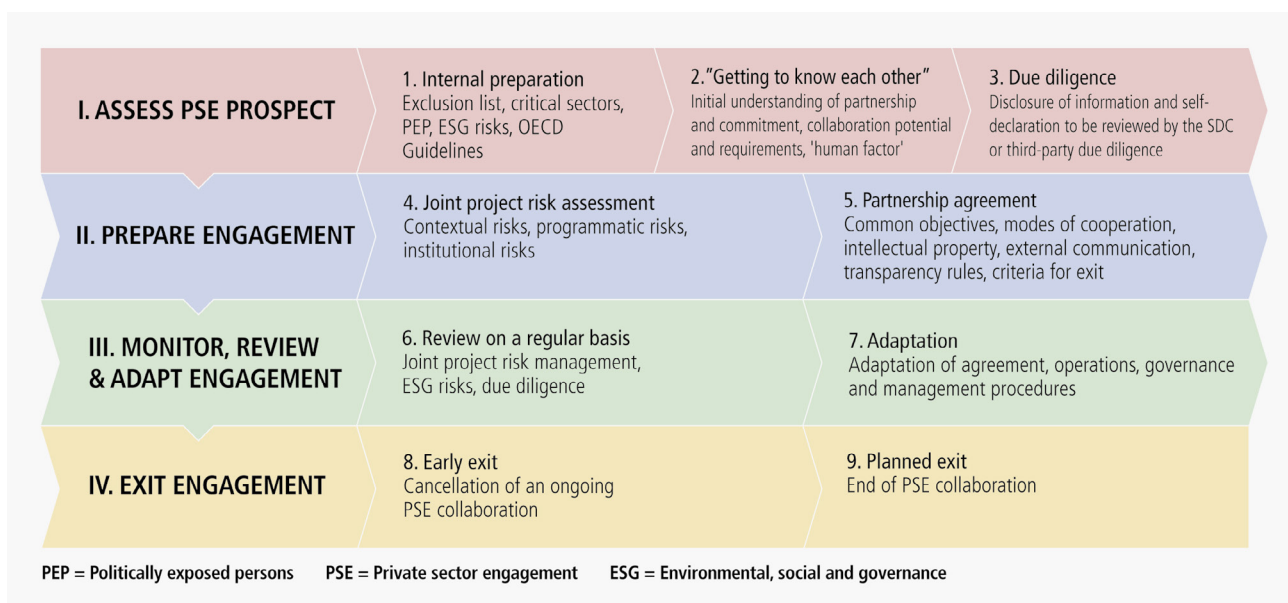 I. ASSESS PSE PROSPECT
1. Internal preparation
Exclusion list, critical sectors,
PEP, ESG risks, OECD
Guidelines
2.”Getting to know each other”
Initial understanding of partnership
and commitment, collaboration potential
and requirements, 'human factor'
3. Due diligence
Disclosure of information and self-
declaration to be reviewed by the SDC
or third-party due diligence
II. PREPARE ENGAGEMENT
4. Joint project risk assessment
Contextual risks, programmatic risks,
institutional risks
5. Partnership agreement
Common objectives, modes of cooperation,
intellectual property, external communication,
transparency rules, criteria for exit
III. MONITOR, REVIEW
& ADAPT ENGAGEMENT
6. Review on a regular basis
Joint project risk management,
ESG risks, due diligence
7. Adaptation
Adaptation of agreement, operations, governance
and management procedures
IV. EXIT ENGAGEMENT
8. Early exit
Cancellation of an ongoing
PSE collaboration
9. Planned exit
End of PSE collaboration
PEP = Politically exposed persons PSE = Private sector engagement ESG = Environmental, social and governance